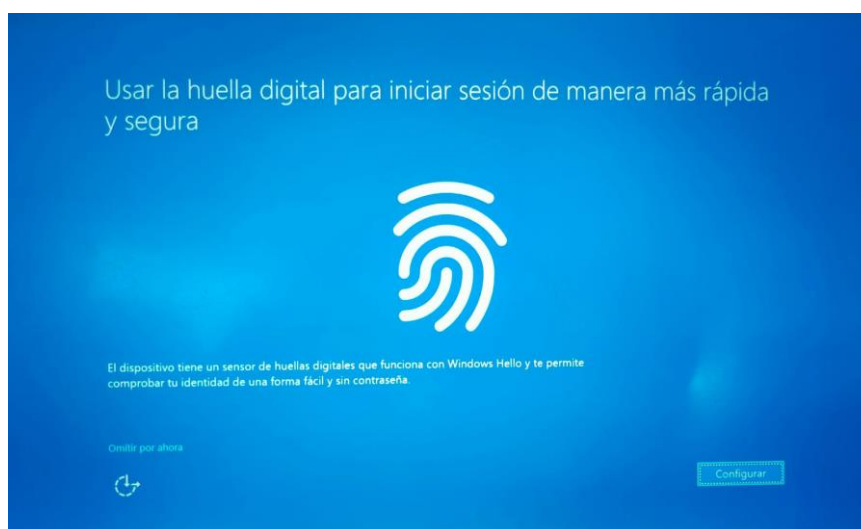 Usar la huella digital para iniciar sesión de manera más rápida
y segura
El dispositivo tiene un sensor de huellas digitales que funciona con Windows Hello y te permite
comprobar tu identidad de una forma fácil y sin contraseña.
Omitir por ahora
Configurar